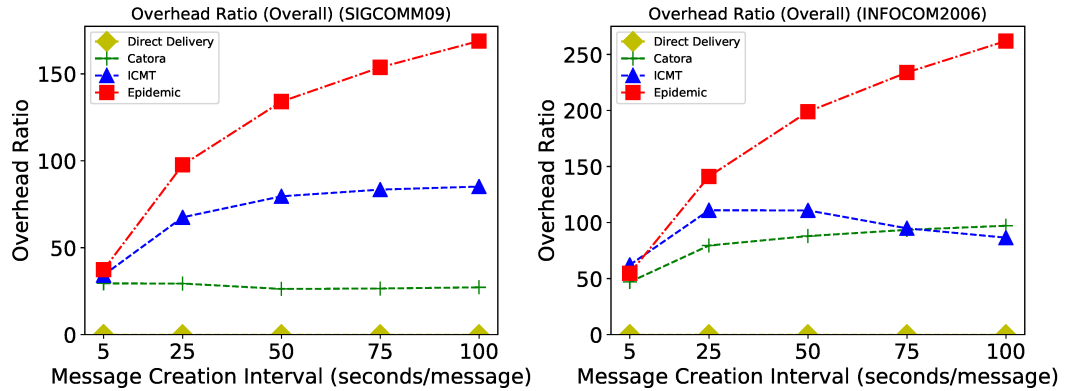 Overhead Ratio (Overall) (SIGCOMM09)
Overhead Ratio
150
100
50
0
Direct Delivery
Catora
ICMT
Epidemic
5 25 50 75 100
Message Creation Interval (seconds/message)
Overhead Ratio (Overall) (INFOCOM2006)
Overhead Ratio
250
200
150
100
50
0
Direct Delivery
Catora
ICMT
Epidemic
5 25 50 75 100
Message Creation Interval (seconds/message)